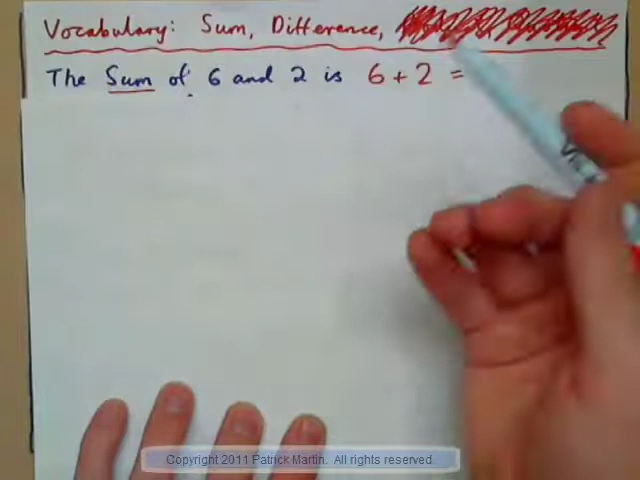 Vocabulary: Sum, Difference,
The Sum of 6 and 2 is 6 + 2 =
Copyright 2011 Patrick Martin. All rights reserved.